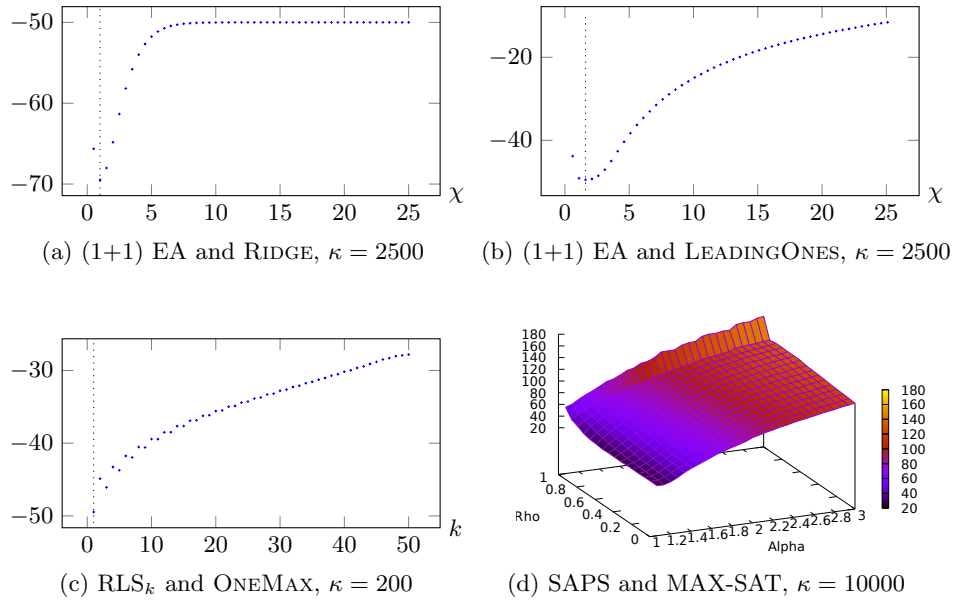 −50
−60
−70
0 5 10 15 20 25
χ
(a) (1+1) EA and RIDGE, κ = 2500
−20
−40
0 5 10 15 20 25
χ
(b) (1+1) EA and LEADINGONES, κ = 2500
−30
−40
−50
0 10 20 30 40 50
k
(c) RLSk and ONEMAX, κ = 200
180
160
140
120
100
80
60
40
20
1
0.8
0.6
0.4
0.2
0
Rho
1 1.2 1.4 1.6 1.8 2 2.2 2.4 2.6 2.8 3
Alpha
180
160
140
120
100
80
60
40
20
(d) SAPS and MAX-SAT, κ = 10000